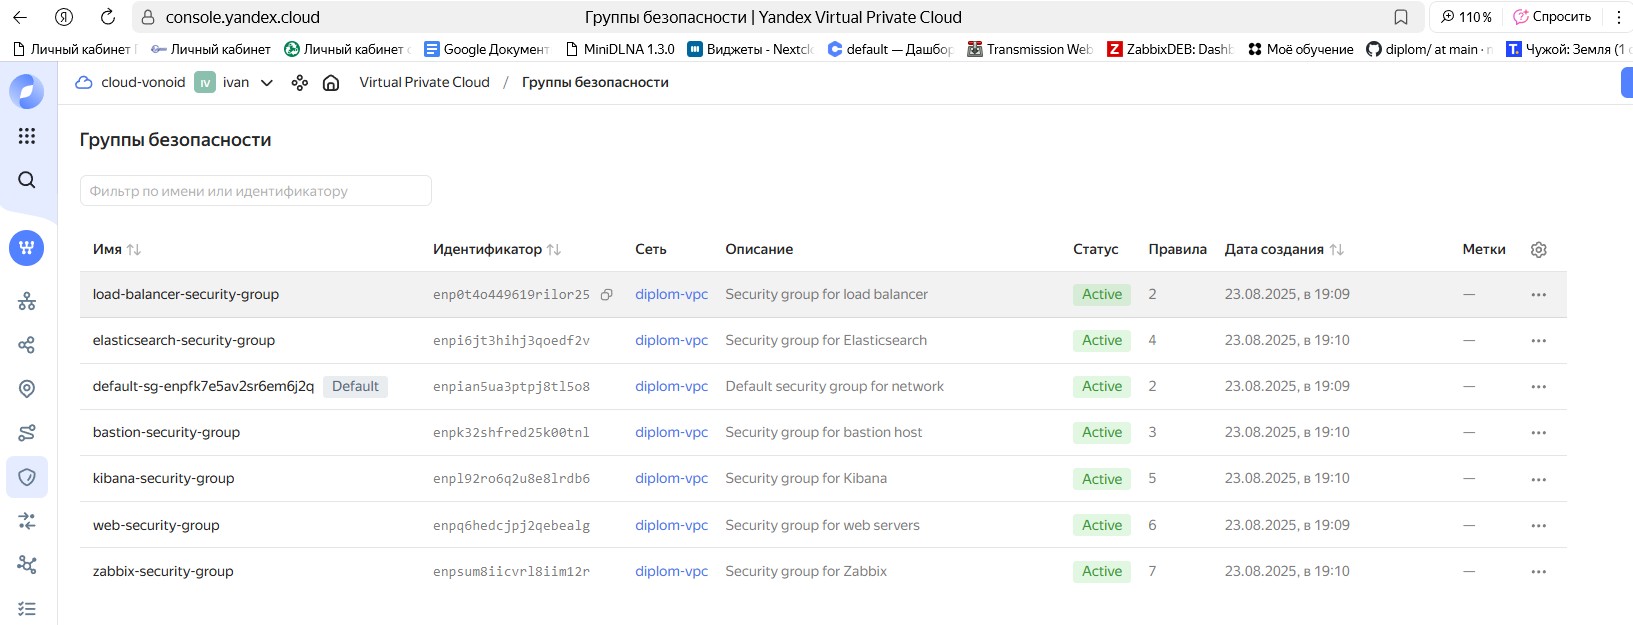 console.yandex.cloud Группы безопасности | Yandex Virtual Private Cloud 110% Спросить
Личный кабинет Личный кабинет Личный кабинет Google Документ MiniDLNA 1.3.0 Виджеты - Nextcl default — Дашбор Transmission Web ZabbixDEB: Dashb Моё обучение diplom/ at main · Чужой: Земля (1
cloud-vonoid IV ivan Virtual Private Cloud / Группы безопасности
Группы безопасности
Фильтр по имени или идентификатору
Имя Идентификатор Сеть Описание Статус Правила Дата создания Метки
load-balancer-security-group enp0t4o449619rilor25 diplom-vpc Security group for load balancer Active 2 23.08.2025, в 19:09 —
elasticsearch-security-group enpi6jt3hihj3qoedf2v diplom-vpc Security group for Elasticsearch Active 4 23.08.2025, в 19:10 —
default-sg-enpfk7e5av2sr6em6j2q Default enpian5ua3ptpj8tl5o8 diplom-vpc Default security group for network Active 2 23.08.2025, в 19:09 —
bastion-security-group enpk32shfred25k00tnl diplom-vpc Security group for bastion host Active 3 23.08.2025, в 19:10 —
kibana-security-group enpl92ro6q2u8e8lrdb6 diplom-vpc Security group for Kibana Active 5 23.08.2025, в 19:10 —
web-security-group enpq6hedcjpj2qebealg diplom-vpc Security group for web servers Active 6 23.08.2025, в 19:09 —
zabbix-security-group enpsum8iicvrl8iim12r diplom-vpc Security group for Zabbix Active 7 23.08.2025, в 19:10 —